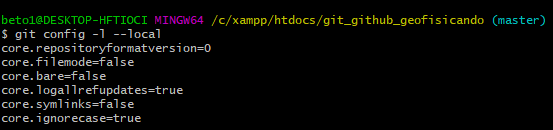 beto1@DESKTOP-HFTIOCI MINGW64 /c/xampp/htdocs/git_github_geofisicando (master)
$ git config -l --local
core.repositoryformatversion=0
core.filemode=false
core.bare=false
core.logallrefupdates=true
core.symlinks=false
core.ignorecase=true